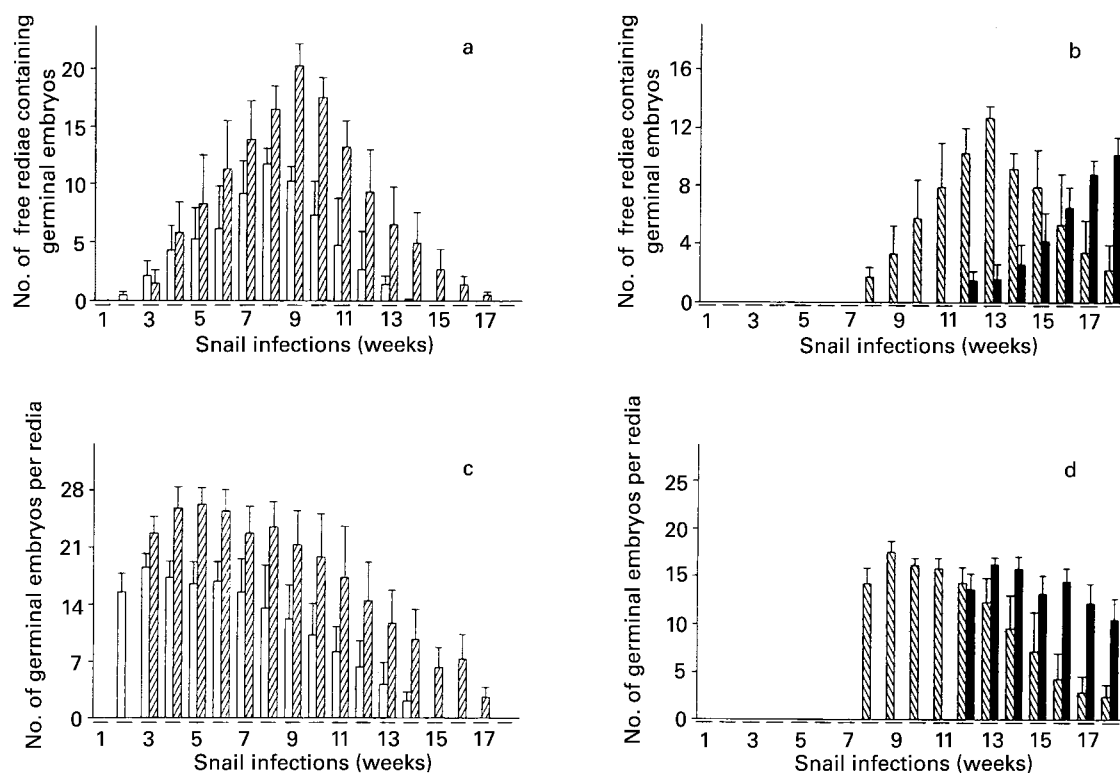 No. of free rediae containing
germinal embryos
20
15
10
5
0
a
1 3 5 7 9 11 13 15 17
Snail infections (weeks)
No. of free rediae containing
germinal embryos
16
12
8
4
0
b
1 3 5 7 9 11 13 15 17
Snail infections (weeks)
No. of germinal embryos per redia
28
21
14
7
0
c
1 3 5 7 9 11 13 15 17
Snail infections (weeks)
No. of germinal embryos per redia
25
20
15
10
5
0
d
1 3 5 7 9 11 13 15 17
Snail infections (weeks)